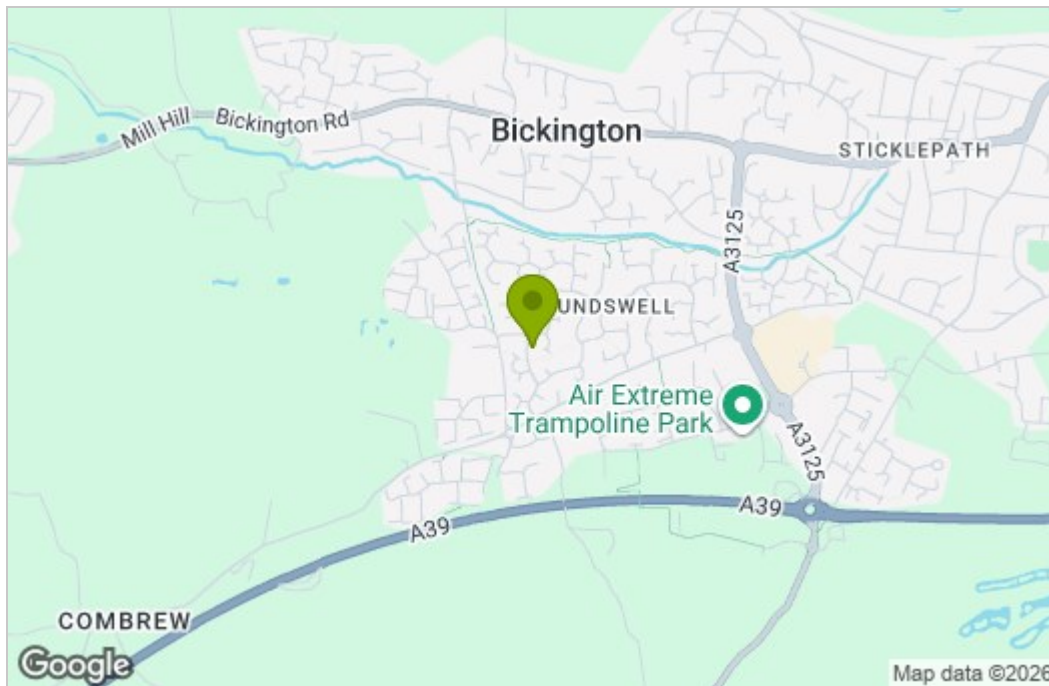 Mill Hill
Bickington Rd
Bickington
STICKLEPATH
A3125
UNDSWELL
Air Extreme
Trampoline Park
A3125
A39
A39
COMBREW
Google
Map data ©2026